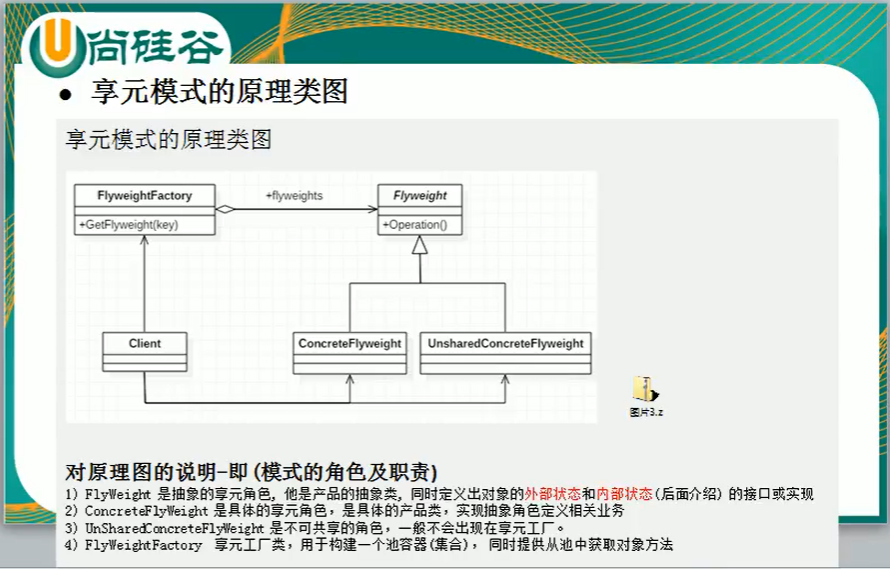 尚硅谷
● 享元模式的原理类图
享元模式的原理类图
FlyweightFactory
+flyweights
Flyweight
+GetFlyweight(key)
+Operation()
Client
ConcreteFlyweight
UnsharedConcreteFlyweight
图片3.z
对原理图的说明-即(模式的角色及职责)
1) FlyWeight 是抽象的享元角色, 他是产品的抽象类, 同时定义出对象的外部状态和内部状态(后面介绍) 的接口或实现
2) ConcreteFlyWeight 是具体的享元角色，是具体的产品类，实现抽象角色定义相关业务
3) UnSharedConcreteFlyWeight 是不可共享的角色，一般不会出现在享元工厂。
4) FlyWeightFactory 享元工厂类，用于构建一个池容器(集合)， 同时提供从池中获取对象方法